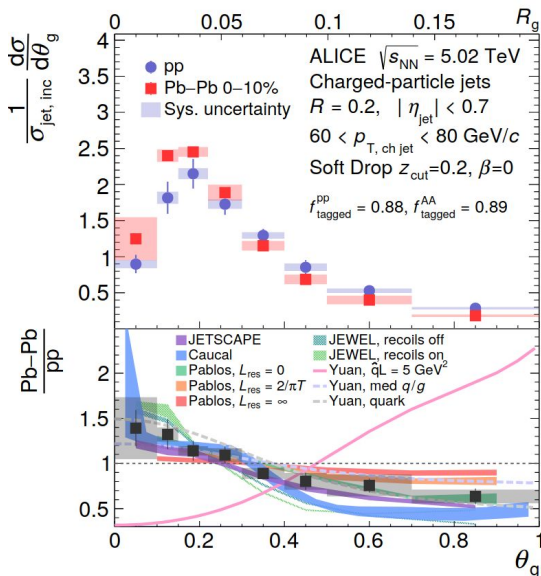 0 0.05 0.1 0.15 R_g
ALICE √s_NN = 5.02 TeV
Charged-particle jets
R = 0.2, | η_jet | < 0.7
60 < p_T, ch jet < 80 GeV/c
Soft Drop z_cut=0.2, β=0
f^pp_tagged = 0.88, f^AA_tagged = 0.89
pp
Pb−Pb 0−10%
Sys. uncertainty
1/σ_jet, inc dσ/dθ_g
4
3.5
3
2.5
2
1.5
1
0.5
Pb−Pb/pp
JETSCAPE
Caucal
Pablos, L_res = 0
Pablos, L_res = 2/πT
Pablos, L_res = ∞
JEWEL, recoils off
JEWEL, recoils on
Yuan, q̂L = 5 GeV²
Yuan, med q/g
Yuan, quark
2
1.5
1
0.5
0 0.2 0.4 0.6 0.8 1
θ_g